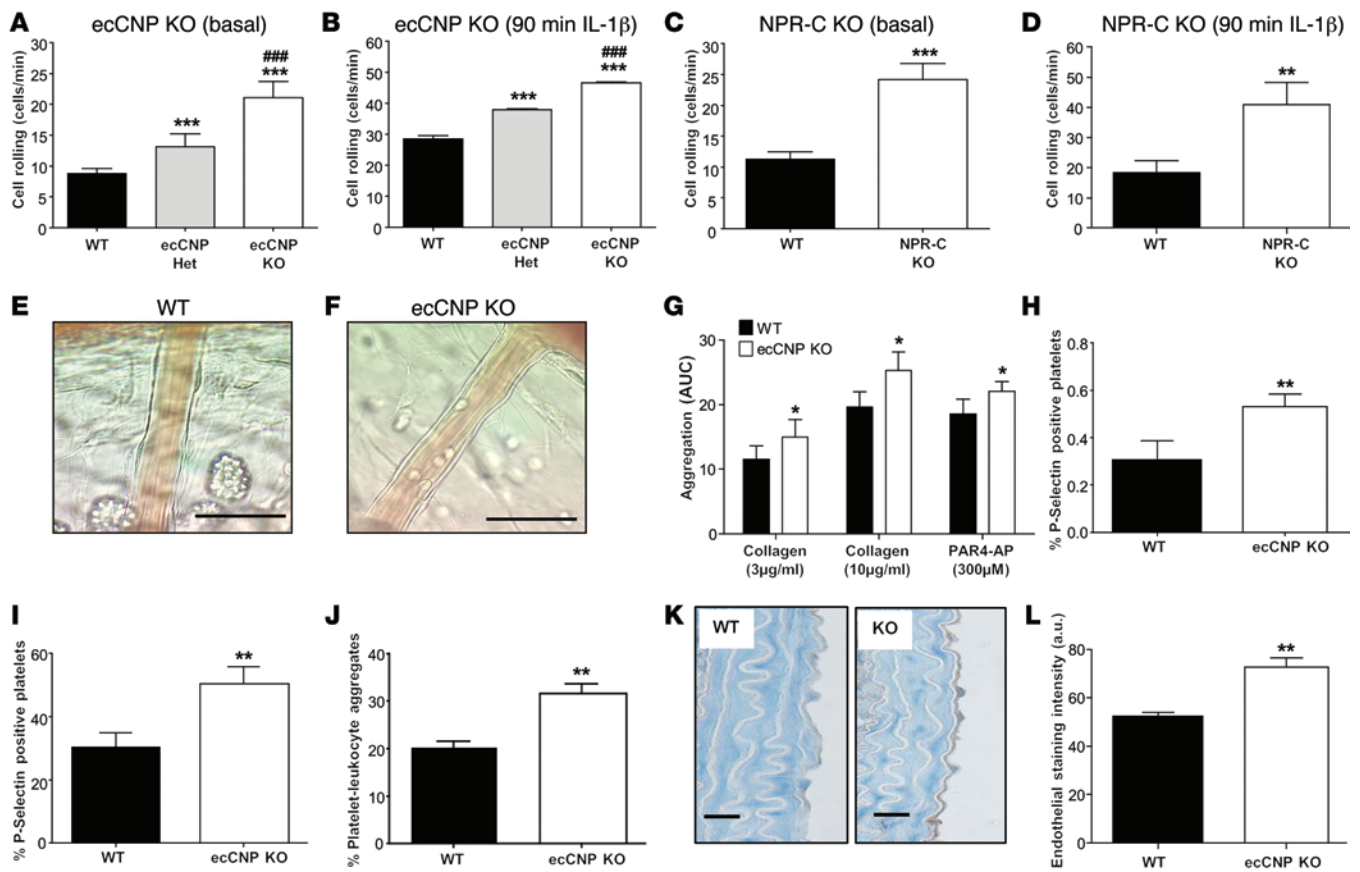 A ecCNP KO (basal)
Cell rolling (cells/min)
30
25
20
15
10
5
0
***
###
***
WT
ecCNP
Het
ecCNP
KO
B ecCNP KO (90 min IL-1β)
Cell rolling (cells/min)
60
50
40
30
20
10
0
***
###
***
WT
ecCNP
Het
ecCNP
KO
C NPR-C KO (basal)
Cell rolling (cells/min)
30
25
20
15
10
5
0
***
WT
NPR-C
KO
D NPR-C KO (90 min IL-1β)
Cell rolling (cells/min)
60
50
40
30
20
10
0
**
WT
NPR-C
KO
E WT
F ecCNP KO
G
WT
ecCNP KO
Aggregation (AUC)
30
20
10
0
*
*
*
Collagen
(3μg/ml)
Collagen
(10μg/ml)
PAR4-AP
(300μM)
H
% P-Selectin positive platelets
0.8
0.6
0.4
0.2
0.0
**
WT
ecCNP KO
I
% P-Selectin positive platelets
60
40
20
0
**
WT
ecCNP KO
J
% Platelet-leukocyte aggregates
40
30
20
10
0
**
WT
ecCNP KO
K
WT
KO
L
Endothelial staining intensity (a.u.)
80
60
40
20
0
**
WT
ecCNP KO